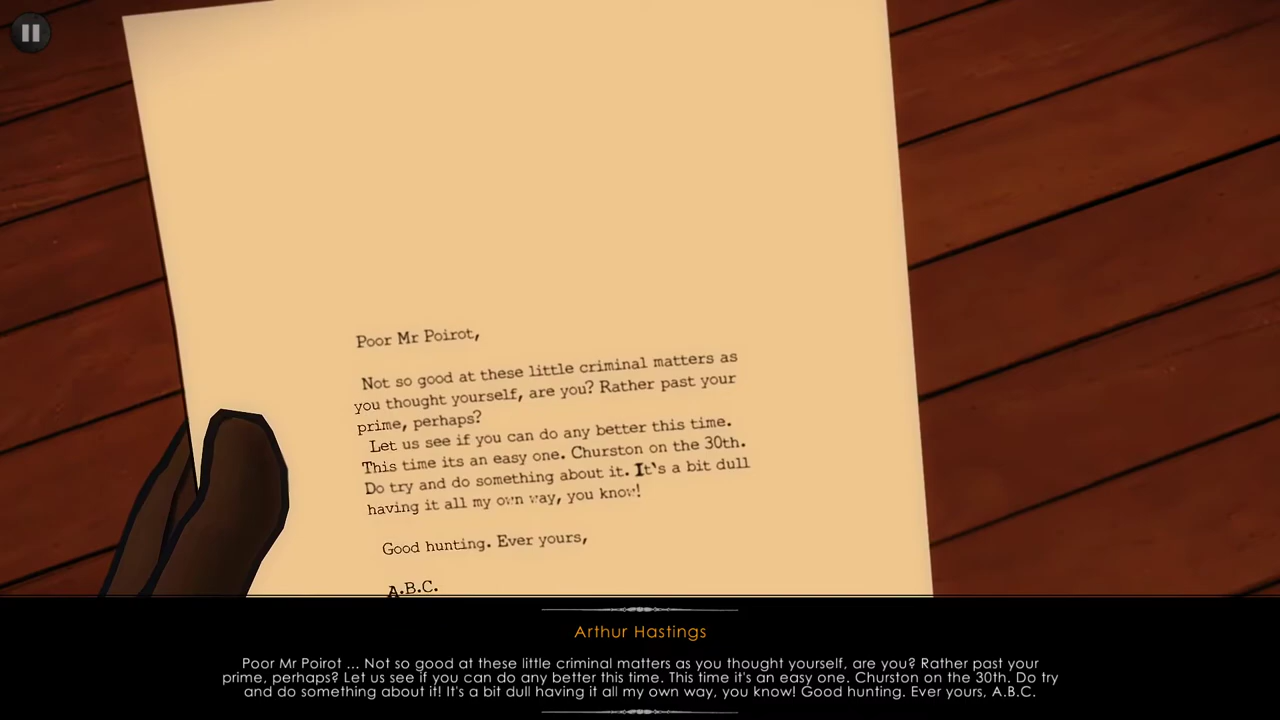 Poor Mr Poirot,
Not so good at these little criminal matters as
you thought yourself, are you? Rather past your
prime, perhaps?
Let us see if you can do any better this time.
This time its an easy one. Churston on the 30th.
Do try and do something about it. It's a bit dull
having it all my own way, you know!
Good hunting. Ever yours,
A.B.C.
Arthur Hastings
Poor Mr Poirot ... Not so good at these little criminal matters as you thought yourself, are you? Rather past your
prime, perhaps? Let us see if you can do any better this time. This time it's an easy one. Churston on the 30th. Do try
and do something about it! It's a bit dull having it all my own way, you know! Good hunting. Ever yours, A.B.C.